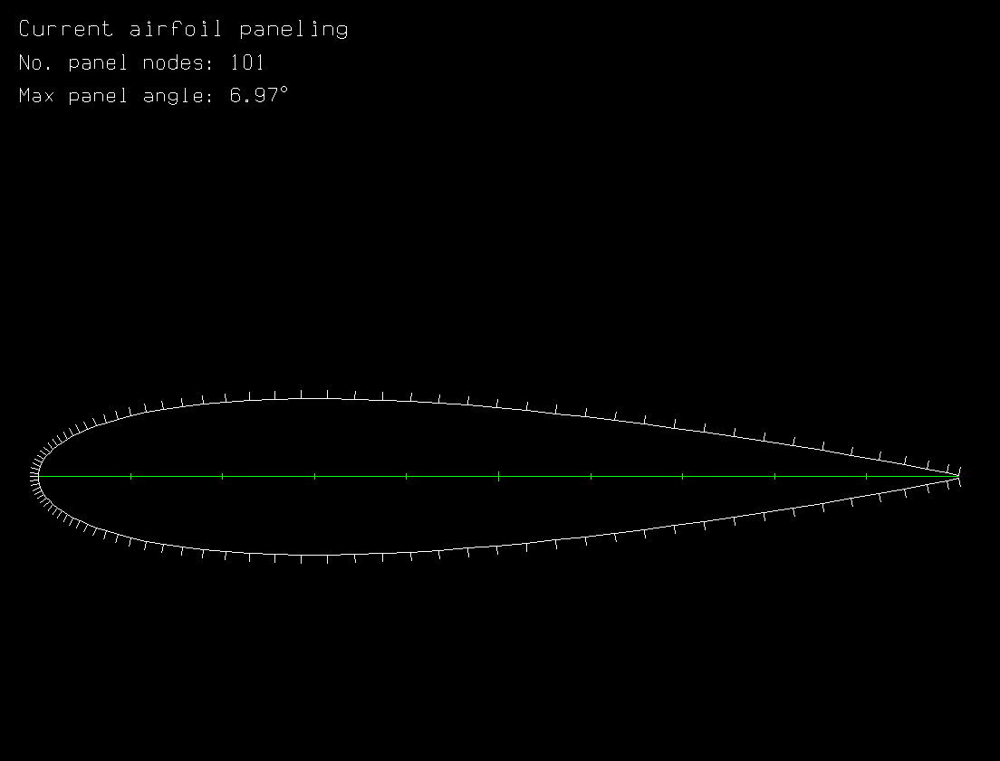 Current airfoil paneling
No. panel nodes: 101
Max panel angle: 6.97°